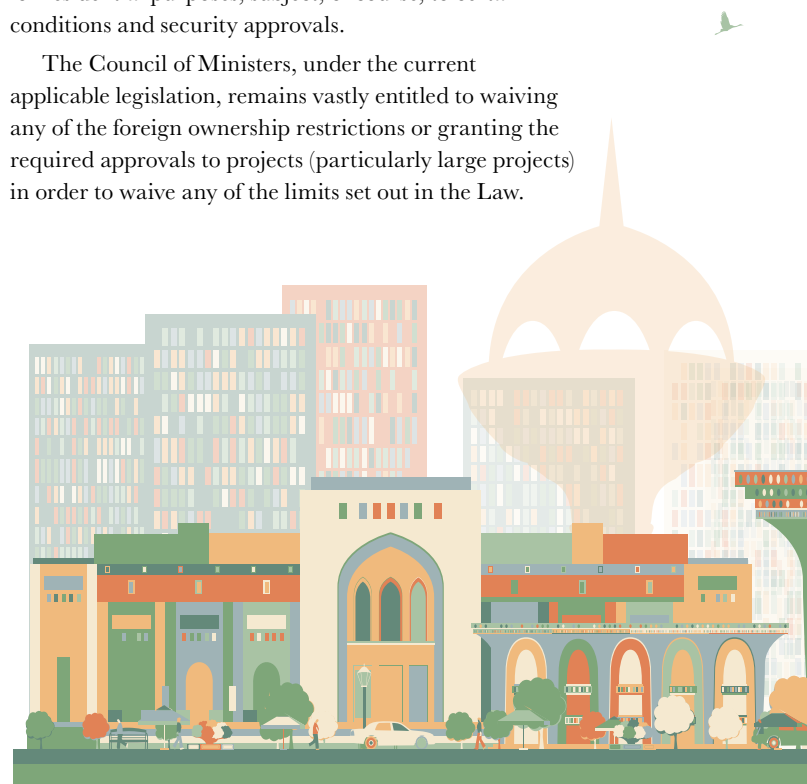 conditions and security approvals.
The Council of Ministers, under the current
applicable legislation, remains vastly entitled to waiving
any of the foreign ownership restrictions or granting the
required approvals to projects (particularly large projects)
in order to waive any of the limits set out in the Law.